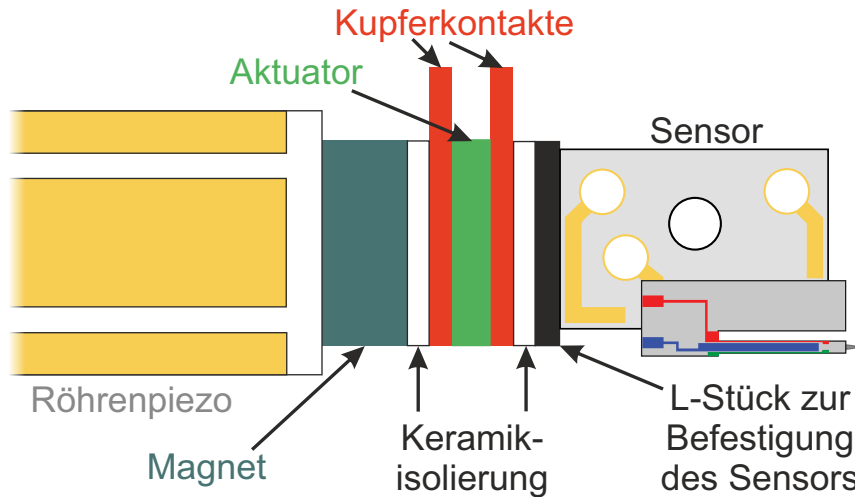 Kupferkontakte
Aktuator
Sensor
Röhrenpiezo
Magnet
Keramik-
isolierung
L-Stück zur
Befestigung
des Sensors